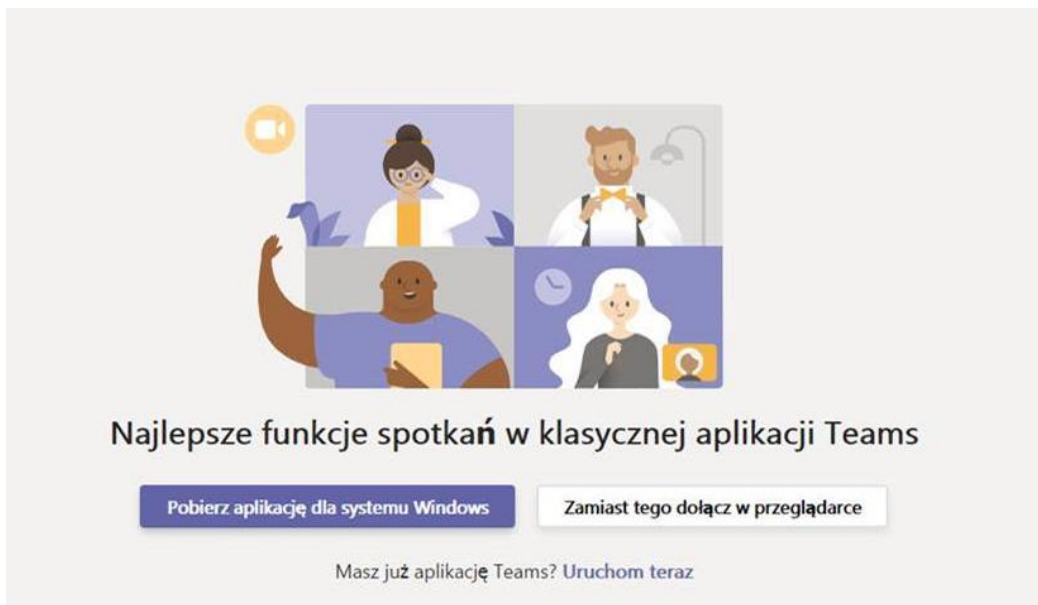 Najlepsze funkcje spotkań w klasycznej aplikacji Teams
Pobierz aplikację dla systemu Windows
Zamiast tego dołącz w przeglądarce
Masz już aplikację Teams? Uruchom teraz